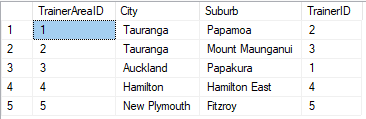 TrainerAreaID City Suburb TrainerID
1 1 Tauranga Papamoa 2
2 2 Tauranga Mount Maunganui 3
3 3 Auckland Papakura 1
4 4 Hamilton Hamilton East 4
5 5 New Plymouth Fitzroy 5